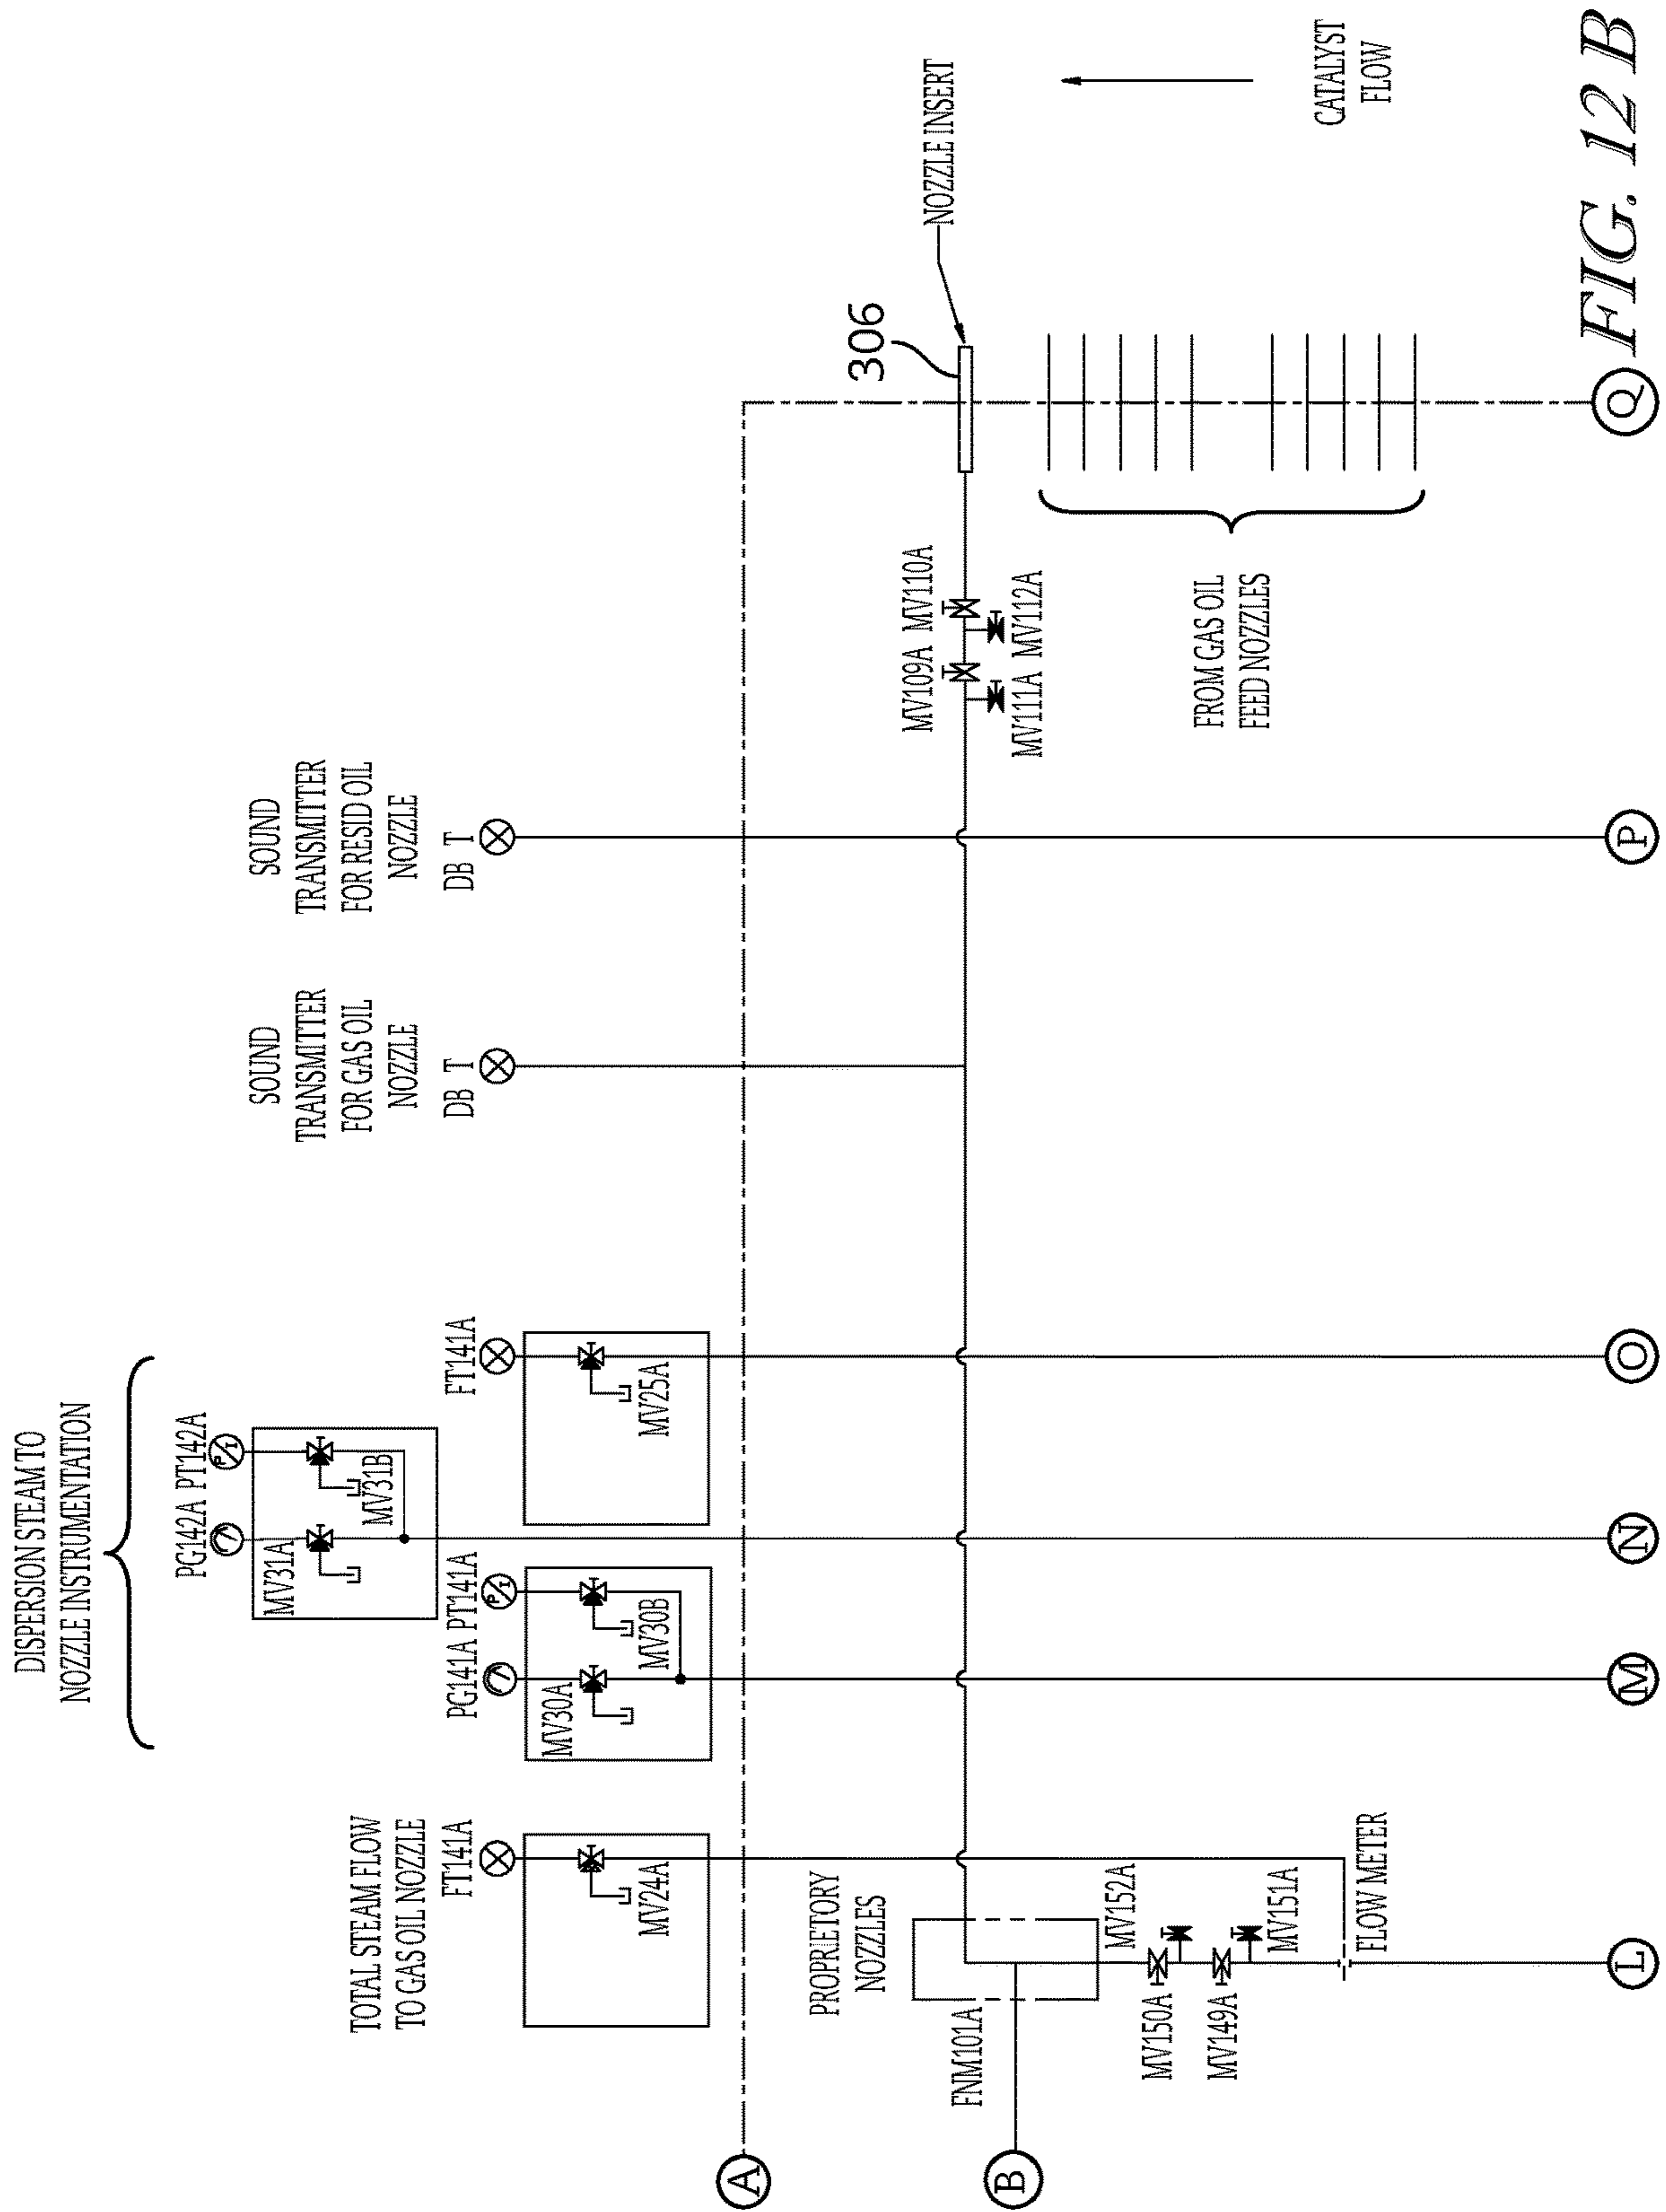 DISPERSION STEAM TO
NOZZLE INSTRUMENTATION
PG142A PT142A
P/I
MV31A
MV31B
TOTAL STEAM FLOW
TO GAS OIL NOZZLE
FT141A
MV24A
PG141A PT141A
P/I
MV30A
MV30B
FT141A
MV25A
SOUND
TRANSMITTER
FOR GAS OIL
NOZZLE
DB T
SOUND
TRANSMITTER
FOR RESID OIL
NOZZLE
DB T
A
PROPRIETORY
NOZZLES
FNM101A
B
MV152A
MV150A
MV149A
MV151A
FLOW METER
MV109A MV110A
MV111A MV112A
306
NOZZLE INSERT
FROM GAS OIL
FEED NOZZLES
CATALYST
FLOW
L
M
N
O
P
Q
FIG. 12 B